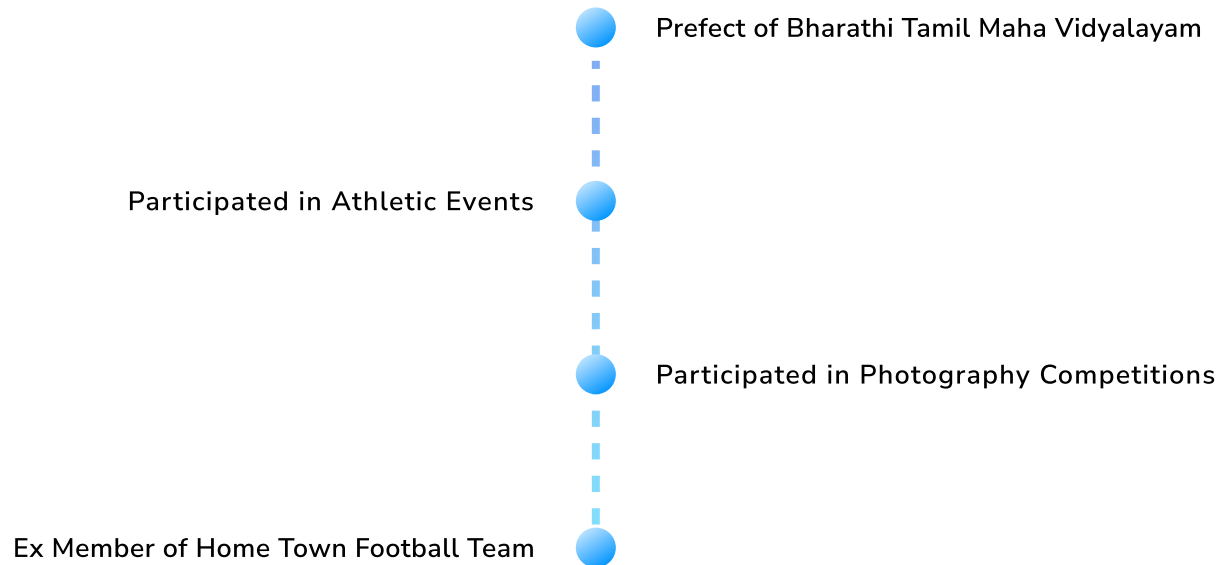 Prefect of Bharathi Tamil Maha Vidyalayam
Participated in Athletic Events
Participated in Photography Competitions
Ex Member of Home Town Football Team